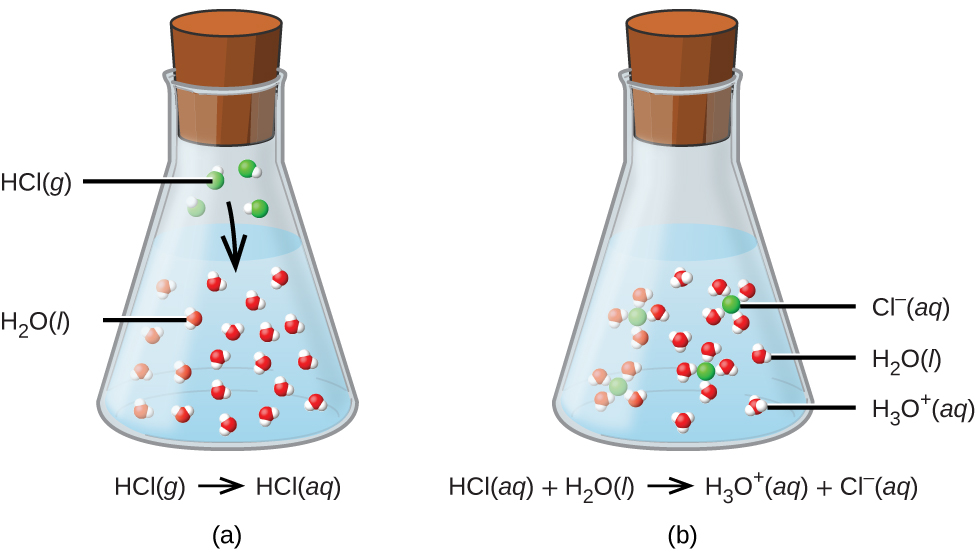 HCl(g)
H₂O(l)
Cl⁻(aq)
H₂O(l)
H₃O⁺(aq)
HCl(g) ⟶ HCl(aq)
HCl(aq) + H₂O(l) ⟶ H₃O⁺(aq) + Cl⁻(aq)
(a)
(b)